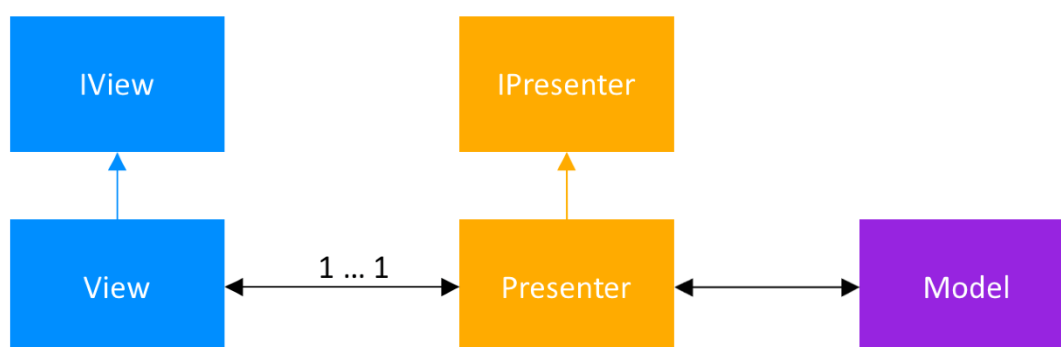 IView
IPresenter
1 ... 1
View
Presenter
Model